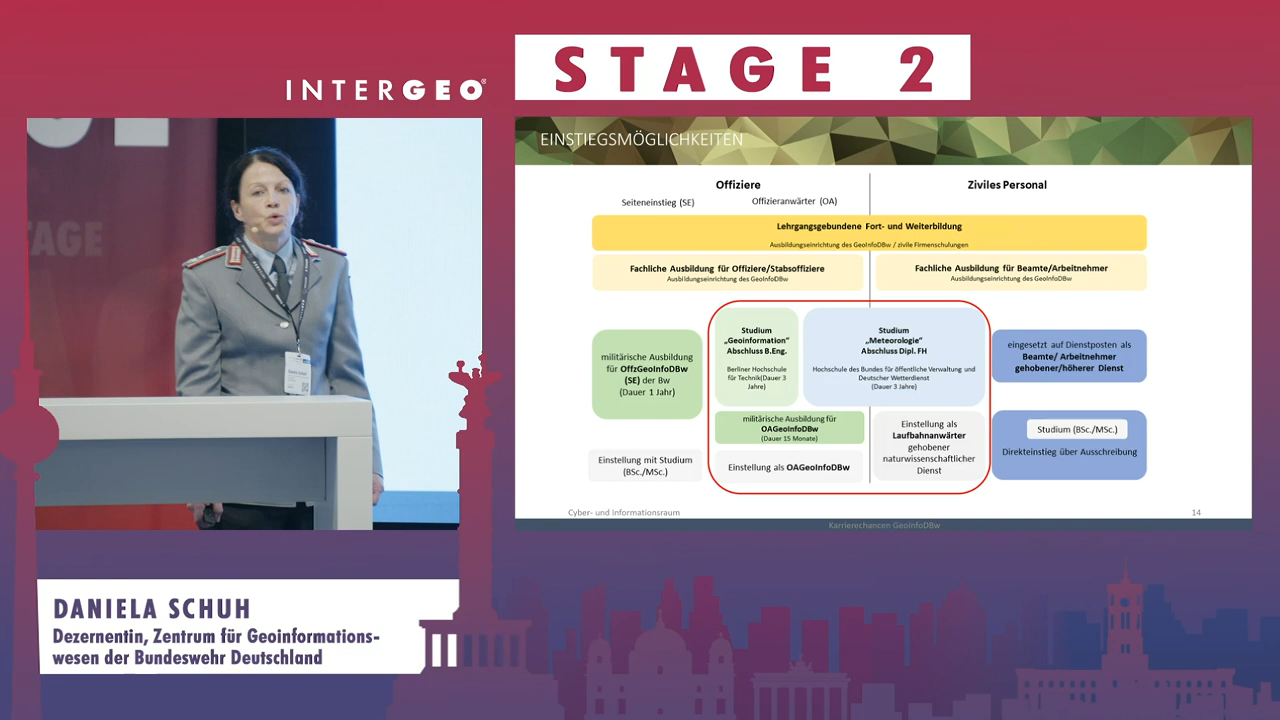 STAGE 2
INTERGEO®
EINSTIEGSMÖGLICHKEITEN
Offiziere
Ziviles Personal
Seiteneinstieg (SE)
Offizieranwärter (OA)
Lehrgangsgebundene Fort- und Weiterbildung
Ausbildungseinrichtung des GeoInfoDBw / zivile Firmenschulungen
Fachliche Ausbildung für Offiziere/Stabsoffiziere
Ausbildungseinrichtung des GeoInfoDBw
Fachliche Ausbildung für Beamte/Arbeitnehmer
Ausbildungseinrichtung des GeoInfoDBw
militärische Ausbildung
für OffzGeoInfoDBw
(SE) der Bw
(Dauer 1 Jahr)
Einstellung mit Studium
(BSc./MSc.)
Studium
„Geoinformation"
Abschluss B.Eng.
Berliner Hochschule
für Technik(Dauer 3
Jahre)
Studium
„Meteorologie"
Abschluss Dipl. FH
Hochschule des Bundes für öffentliche Verwaltung und
Deutscher Wetterdienst
(Dauer 3 Jahre)
militärische Ausbildung für
OAGeoInfoDBw
(Dauer 15 Monate)
Einstellung als OAGeoInfoDBw
Einstellung als
Laufbahnanwärter
gehobener
naturwissenschaftlicher
Dienst
eingesetzt auf Dienstposten als
Beamte/ Arbeitnehmer
gehobener/höherer Dienst
Studium (BSc./MSc.)
Direkteinstieg über Ausschreibung
Cyber- und Informationsraum
14
Karrierechancen GeoInfoDBw
TAGE
DANIELA SCHUH
Dezernentin, Zentrum für Geoinformations-
wesen der Bundeswehr Deutschland